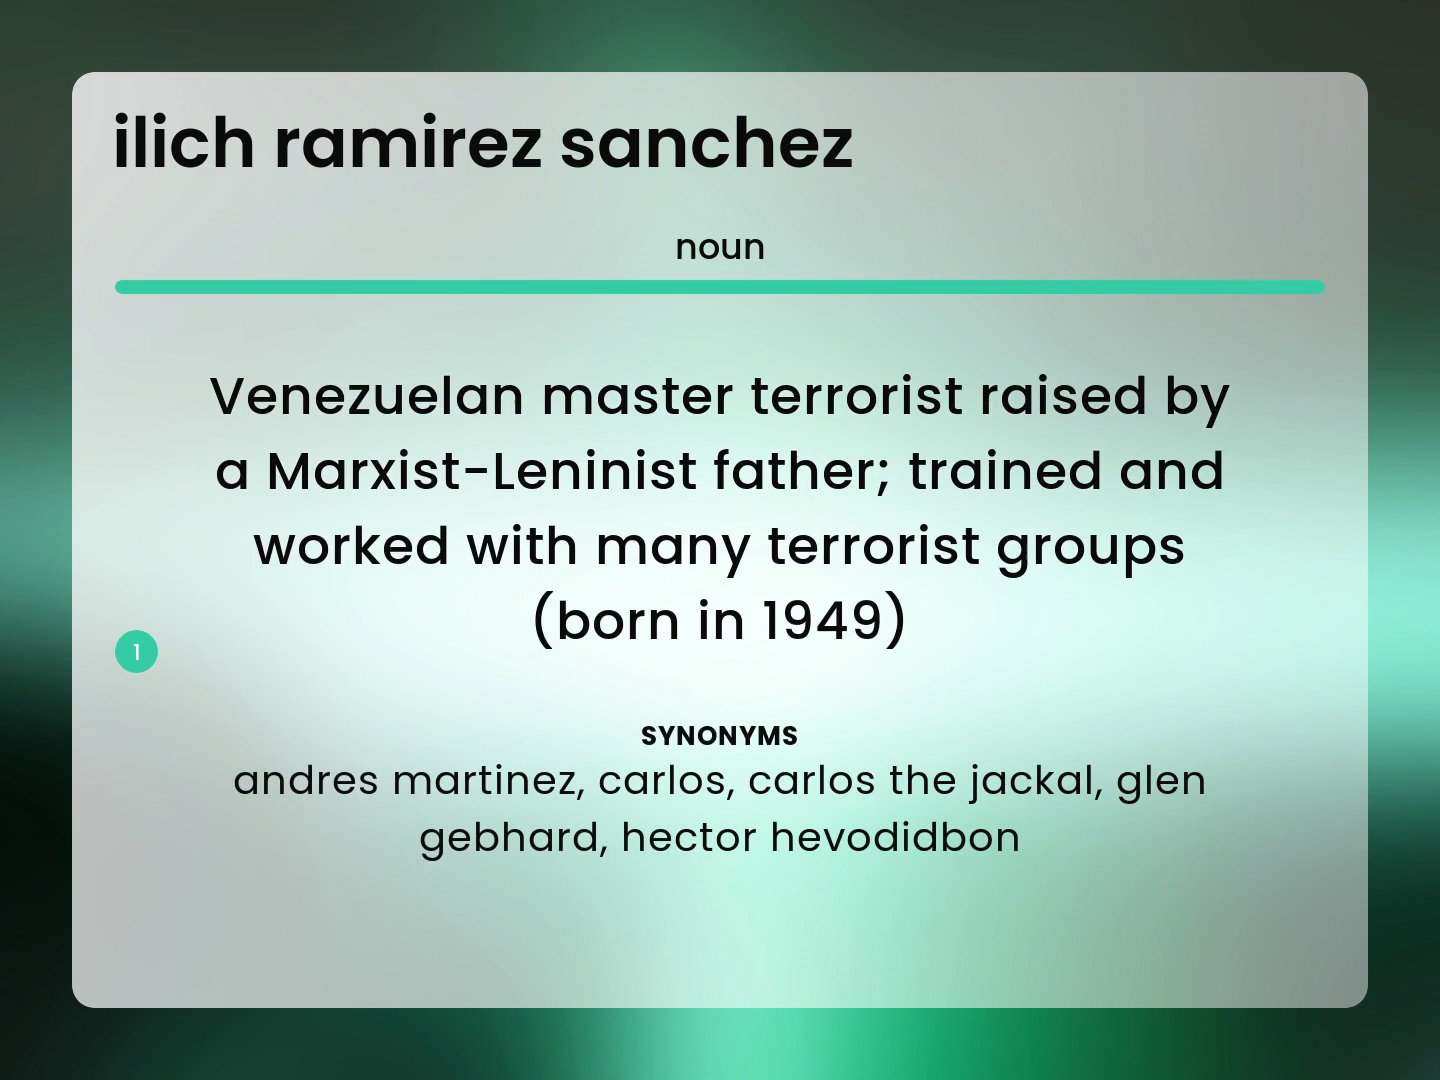 ilich ramirez sanchez
noun
Venezuelan master terrorist raised by
a Marxist-Leninist father; trained and
worked with many terrorist groups
(born in 1949)
1
SYNONYMS
andres martinez, carlos, carlos the jackal, glen
gebhard, hector hevodidbon